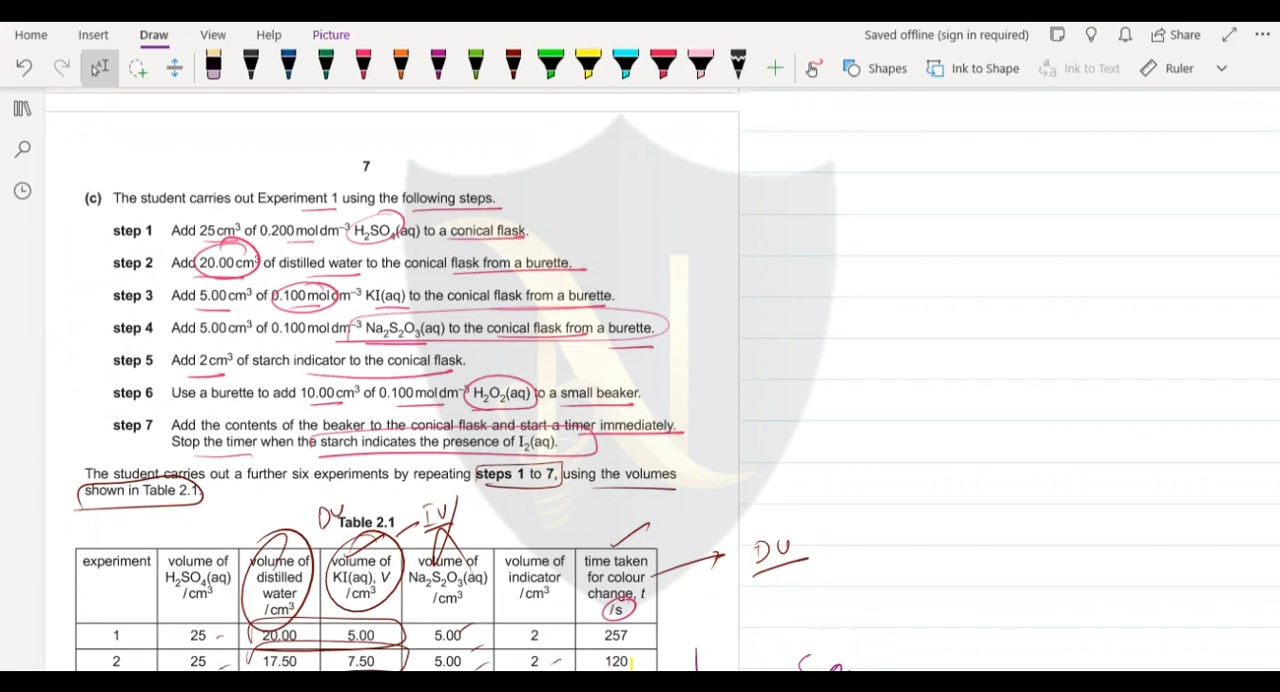 Home Insert Draw View Help Picture Saved offline (sign in required) Share
Shapes Ink to Shape Ink to Text Ruler
7
(c) The student carries out Experiment 1 using the following steps.
step 1 Add 25 cm³ of 0.200 mol dm⁻³ H₂SO₄(aq) to a conical flask.
step 2 Add 20.00 cm³ of distilled water to the conical flask from a burette.
step 3 Add 5.00 cm³ of 0.100 mol dm⁻³ KI(aq) to the conical flask from a burette.
step 4 Add 5.00 cm³ of 0.100 mol dm⁻³ Na₂S₂O₃(aq) to the conical flask from a burette.
step 5 Add 2 cm³ of starch indicator to the conical flask.
step 6 Use a burette to add 10.00 cm³ of 0.100 mol dm⁻³ H₂O₂(aq) to a small beaker.
step 7 Add the contents of the beaker to the conical flask and start a timer immediately.
Stop the timer when the starch indicates the presence of I₂(aq).
The student carries out a further six experiments by repeating steps 1 to 7, using the volumes
shown in Table 2.1.
DV Table 2.1 IV
experiment volume of volume of volume of volume of volume of time taken
H₂SO₄(aq) distilled KI(aq), V Na₂S₂O₃(aq) indicator for colour DV
/cm³ water /cm³ /cm³ /cm³ change, t
/cm³ /s
1 25 20.00 5.00 5.00 2 257
2 25 17.50 7.50 5.00 2 120